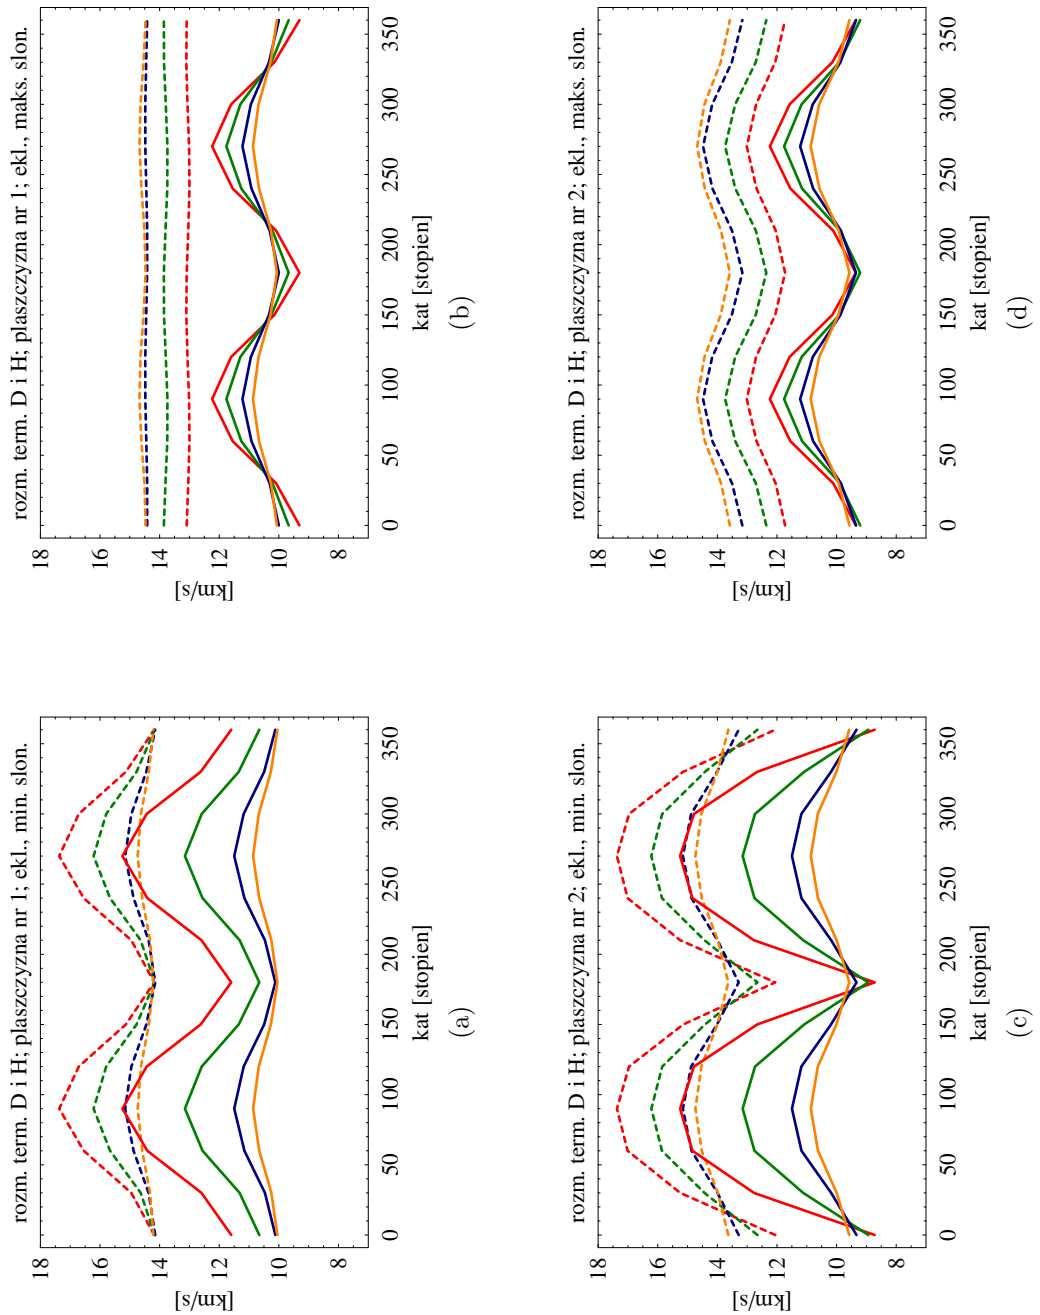 rozm. term. D i H; plaszczyzna nr 1; ekl., min. slon.
18
16
14
12
10
8
[km/s]
0 50 100 150 200 250 300 350
kat [stopien]
(a)
rozm. term. D i H; plaszczyzna nr 1; ekl., maks. slon.
18
16
14
12
10
8
[km/s]
0 50 100 150 200 250 300 350
kat [stopien]
(b)
rozm. term. D i H; plaszczyzna nr 2; ekl., min. slon.
18
16
14
12
10
8
[km/s]
0 50 100 150 200 250 300 350
kat [stopien]
(c)
rozm. term. D i H; plaszczyzna nr 2; ekl., maks. slon.
18
16
14
12
10
8
[km/s]
0 50 100 150 200 250 300 350
kat [stopien]
(d)